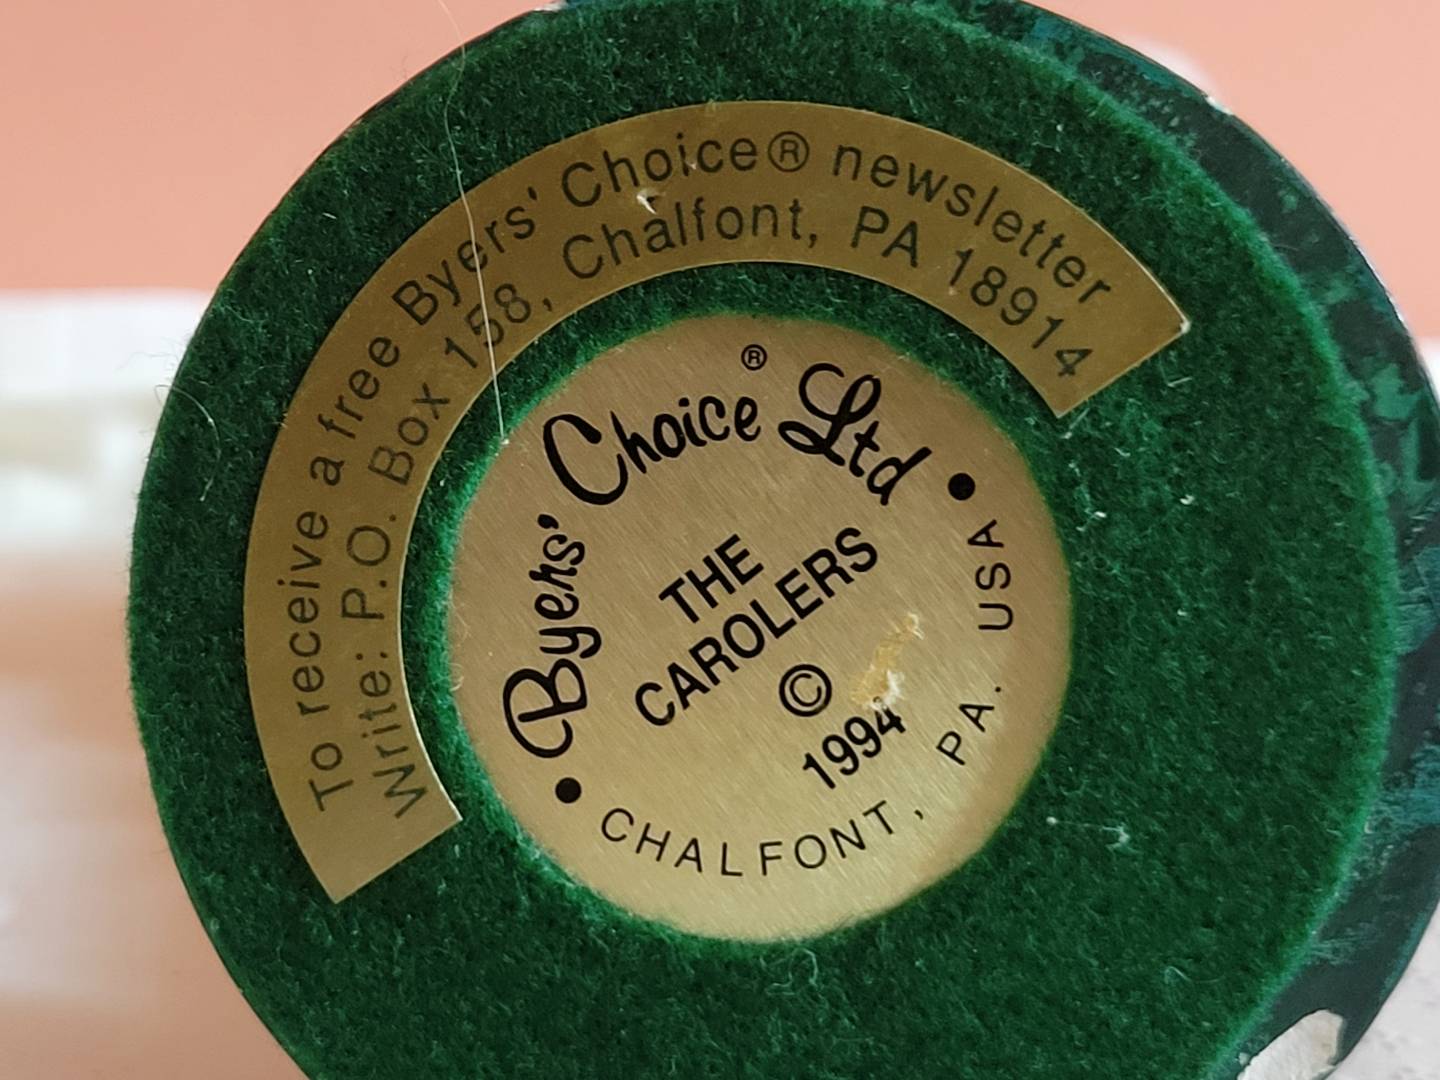 To receive a free Byers' Choice® newsletter
Write: P.O. Box 158, Chalfont, PA 18914
Byers' Choice® Ltd
THE
CAROLERS
©
1994
• CHALFONT, PA. USA •